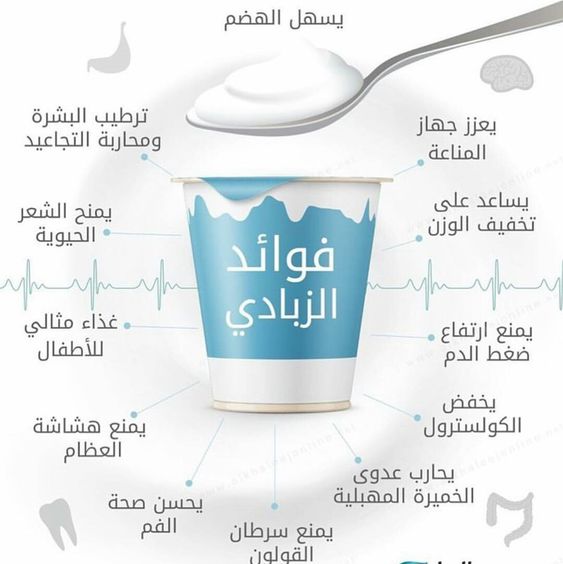 يسهل الهضم
يعزز جهاز
المناعة
يساعد على
تخفيف الوزن
يمنع ارتفاع
ضغط الدم
يخفض
الكولسترول
يحارب عدوى
الخميرة المهبلية
يمنع سرطان
القولون
يحسن صحة
الفم
يمنع هشاشة
العظام
غذاء مثالي
للأطفال
يمنح الشعر
الحيوية
ترطيب البشرة
ومحاربة التجاعيد
فوائد
الزبادي